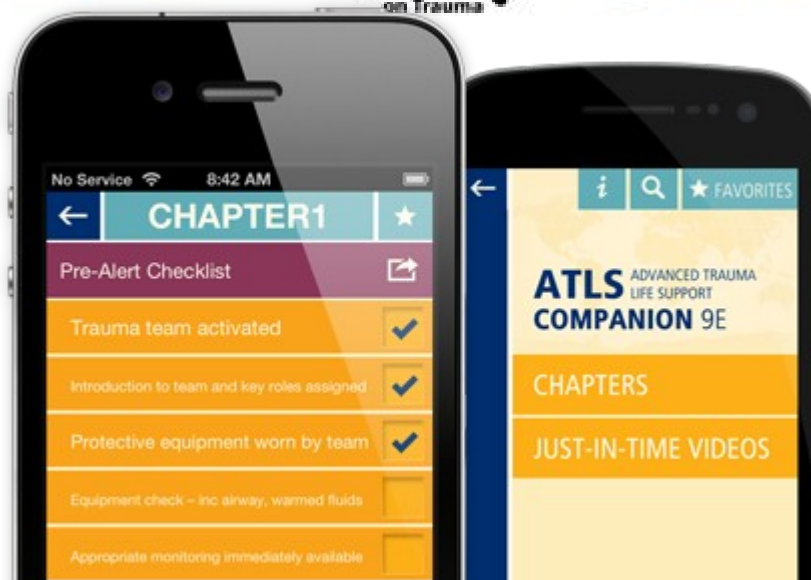 on Trauma
No Service 8:42 AM
CHAPTER1
Pre-Alert Checklist
Trauma team activated
Introduction to team and key roles assigned
Protective equipment worn by team
Equipment check – inc airway, warmed fluids
Appropriate monitoring immediately available
i FAVORITES
ATLS ADVANCED TRAUMA
LIFE SUPPORT
COMPANION 9E
CHAPTERS
JUST-IN-TIME VIDEOS